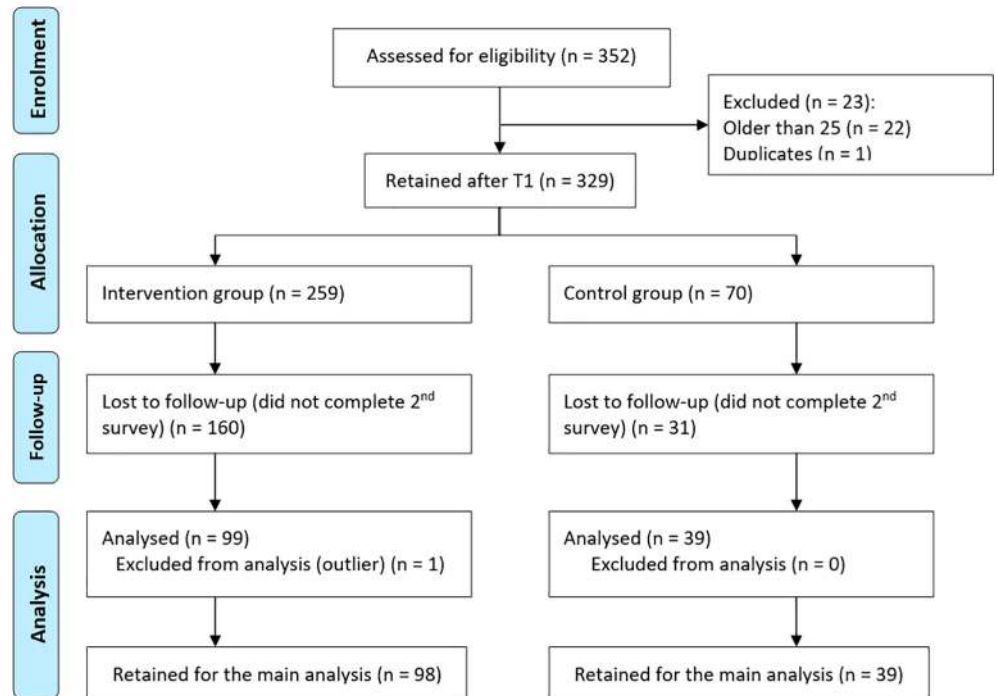 Enrolment
Assessed for eligibility (n = 352)
Excluded (n = 23):
Older than 25 (n = 22)
Duplicates (n = 1)
Allocation
Retained after T1 (n = 329)
Intervention group (n = 259)
Control group (n = 70)
Follow-up
Lost to follow-up (did not complete 2nd
survey) (n = 160)
Lost to follow-up (did not complete 2nd
survey) (n = 31)
Analysis
Analysed (n = 99)
Excluded from analysis (outlier) (n = 1)
Analysed (n = 39)
Excluded from analysis (n = 0)
Retained for the main analysis (n = 98)
Retained for the main analysis (n = 39)